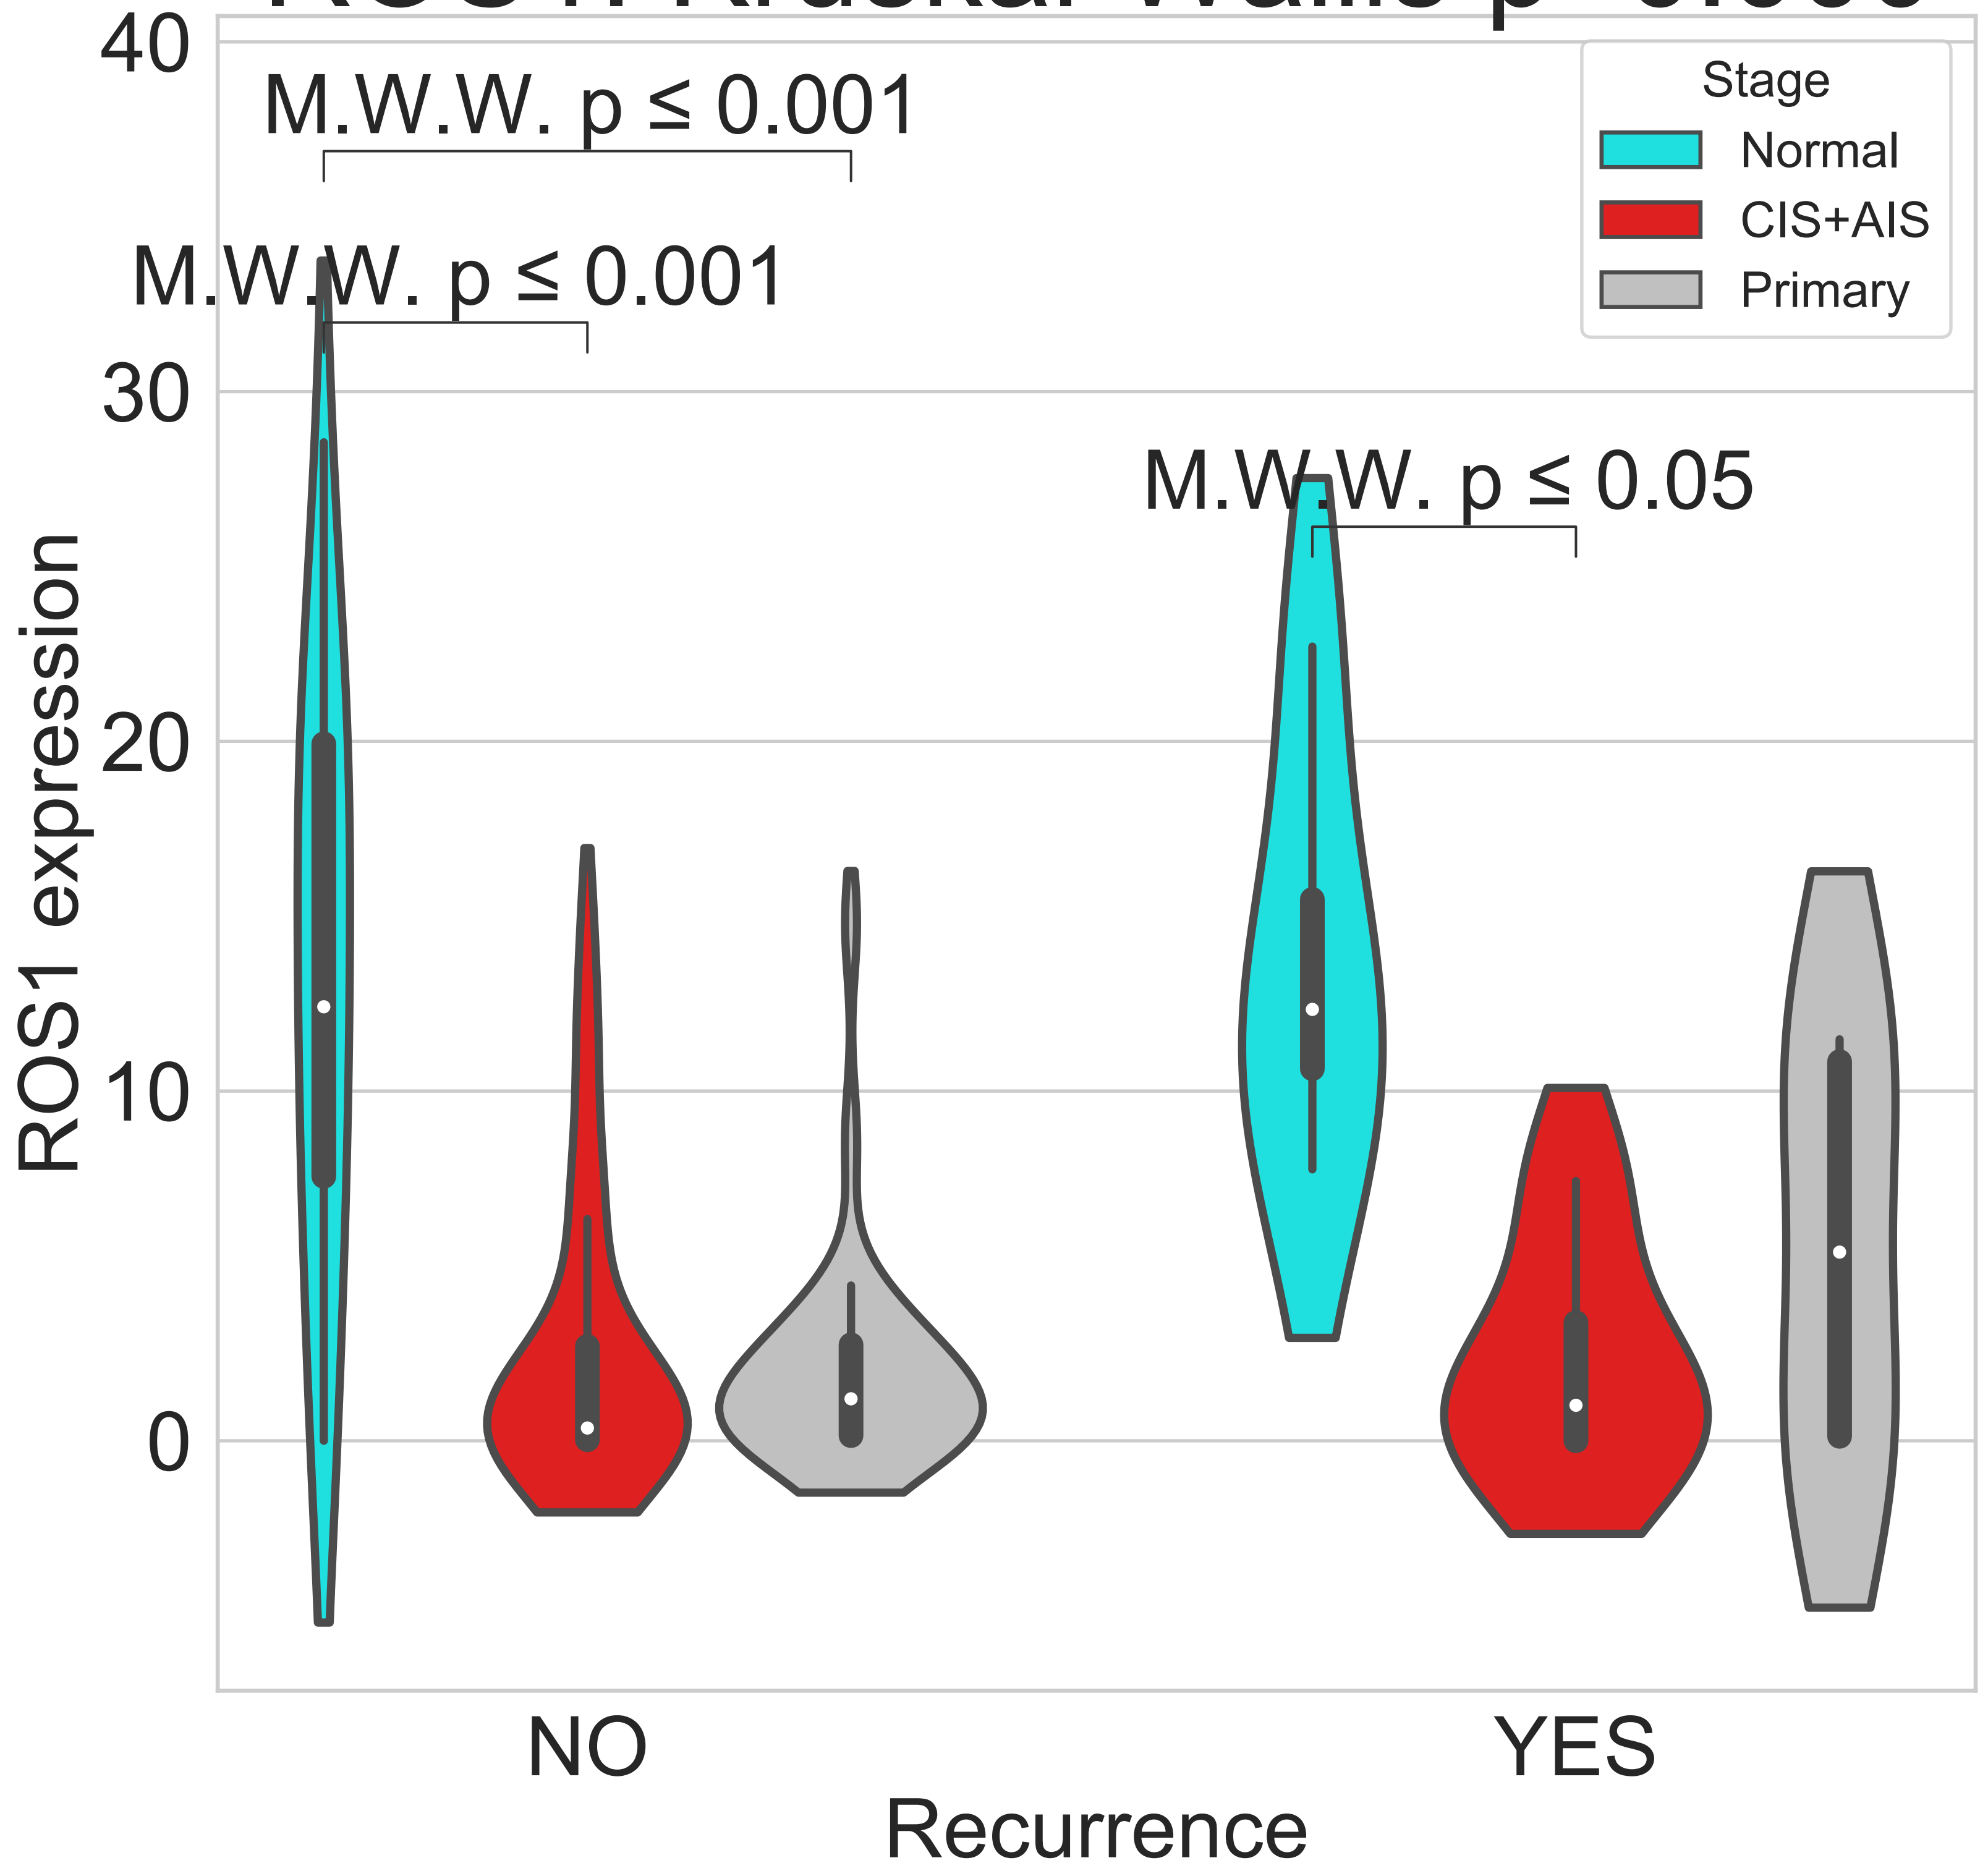 40
M.W.W. p ≤ 0.001
Stage
Normal
CIS+AIS
Primary
M.W.W. p ≤ 0.001
30
M.W.W. p ≤ 0.05
20
10
0
ROS1 expression
NO
YES
Recurrence